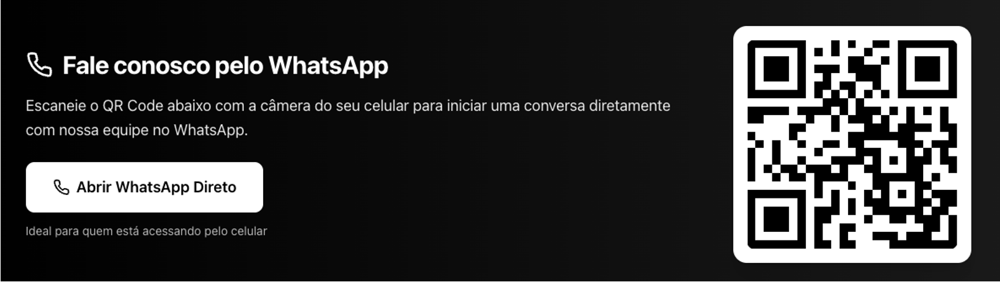 Fale conosco pelo WhatsApp
Escaneie o QR Code abaixo com a câmera do seu celular para iniciar uma conversa diretamente
com nossa equipe no WhatsApp.
Abrir WhatsApp Direto
Ideal para quem está acessando pelo celular